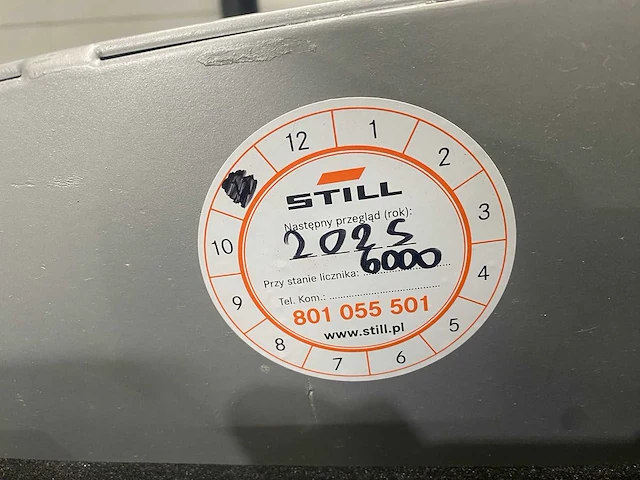 12
1
2
3
4
5
6
7
8
9
10
STILL
Następny przegląd (rok):
2025
Przy stanie licznika: 6000
Tel. Kom.:
801 055 501
www.still.pl